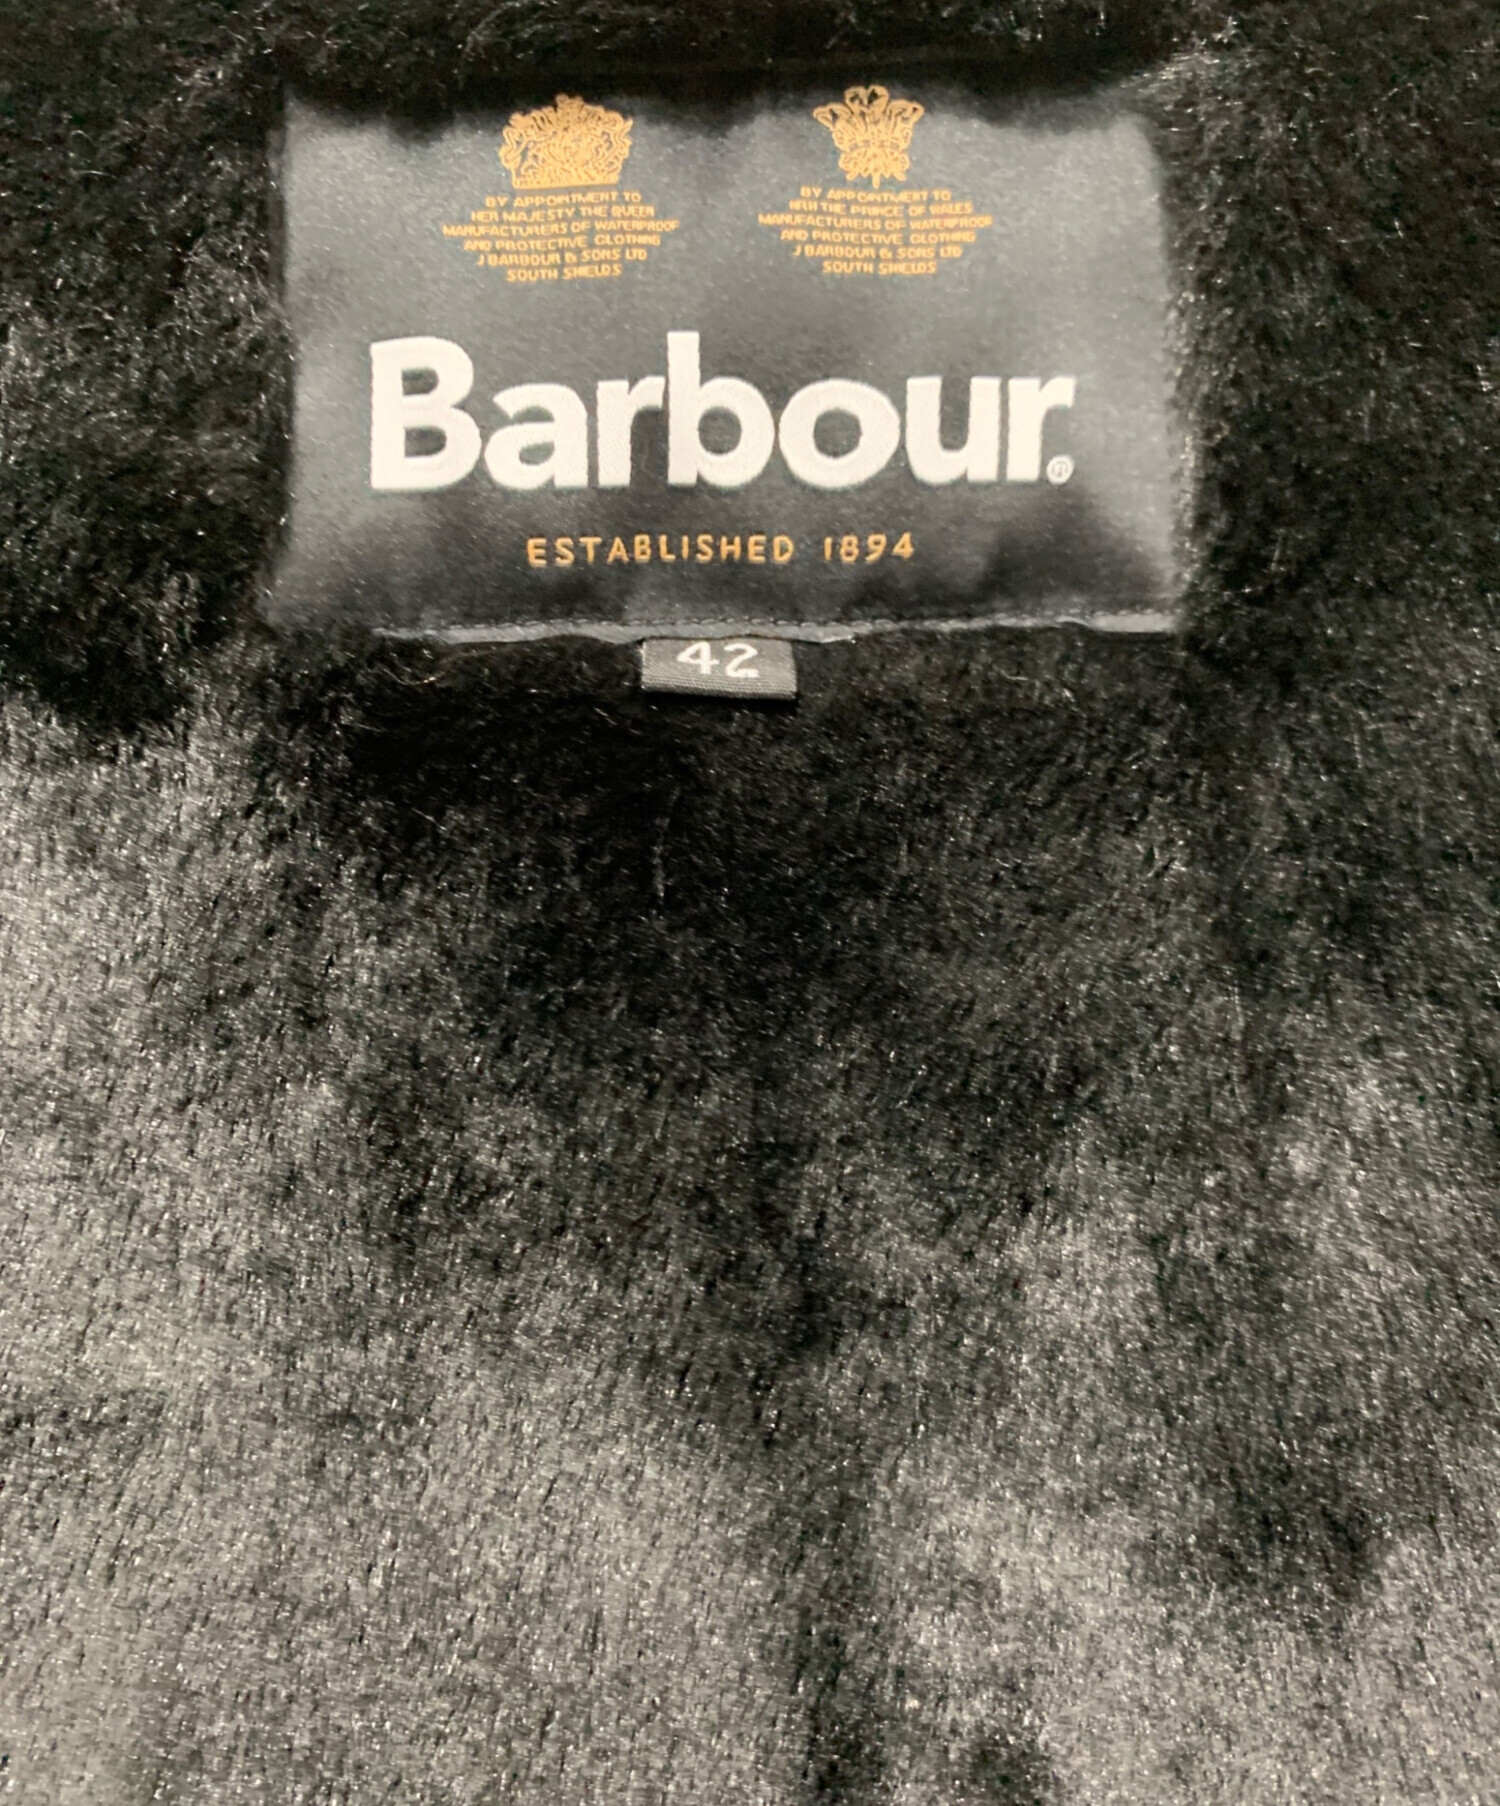 BY APPOINTMENT TO
HER MAJESTY THE QUEEN
MANUFACTURERS OF WATERPROOF
AND PROTECTIVE CLOTHING
J BARBOUR & SONS LTD
SOUTH SHIELDS
BY APPOINTMENT TO
HRH THE PRINCE OF WALES
MANUFACTURERS OF WATERPROOF
AND PROTECTIVE CLOTHING
J BARBOUR & SONS LTD
SOUTH SHIELDS
Barbour®
ESTABLISHED 1894
42